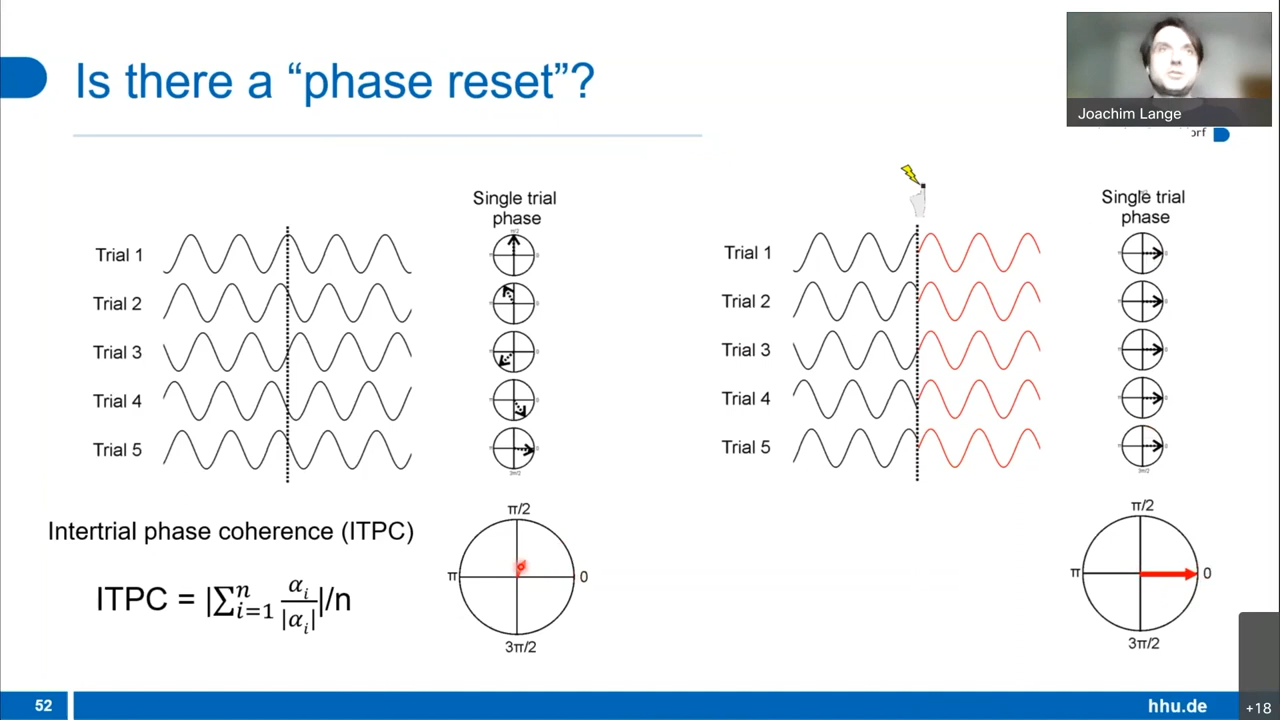 Is there a “phase reset”?
Joachim Lange
orf
Single trial
phase
Trial 1
Trial 2
Trial 3
Trial 4
Trial 5
π/2
π
0
3π/2
Intertrial phase coherence (ITPC)
ITPC = |∑ⁿᵢ₌₁ αᵢ/|αᵢ||/n
Single trial
phase
Trial 1
Trial 2
Trial 3
Trial 4
Trial 5
π/2
π
0
3π/2
52
hhu.de
+18